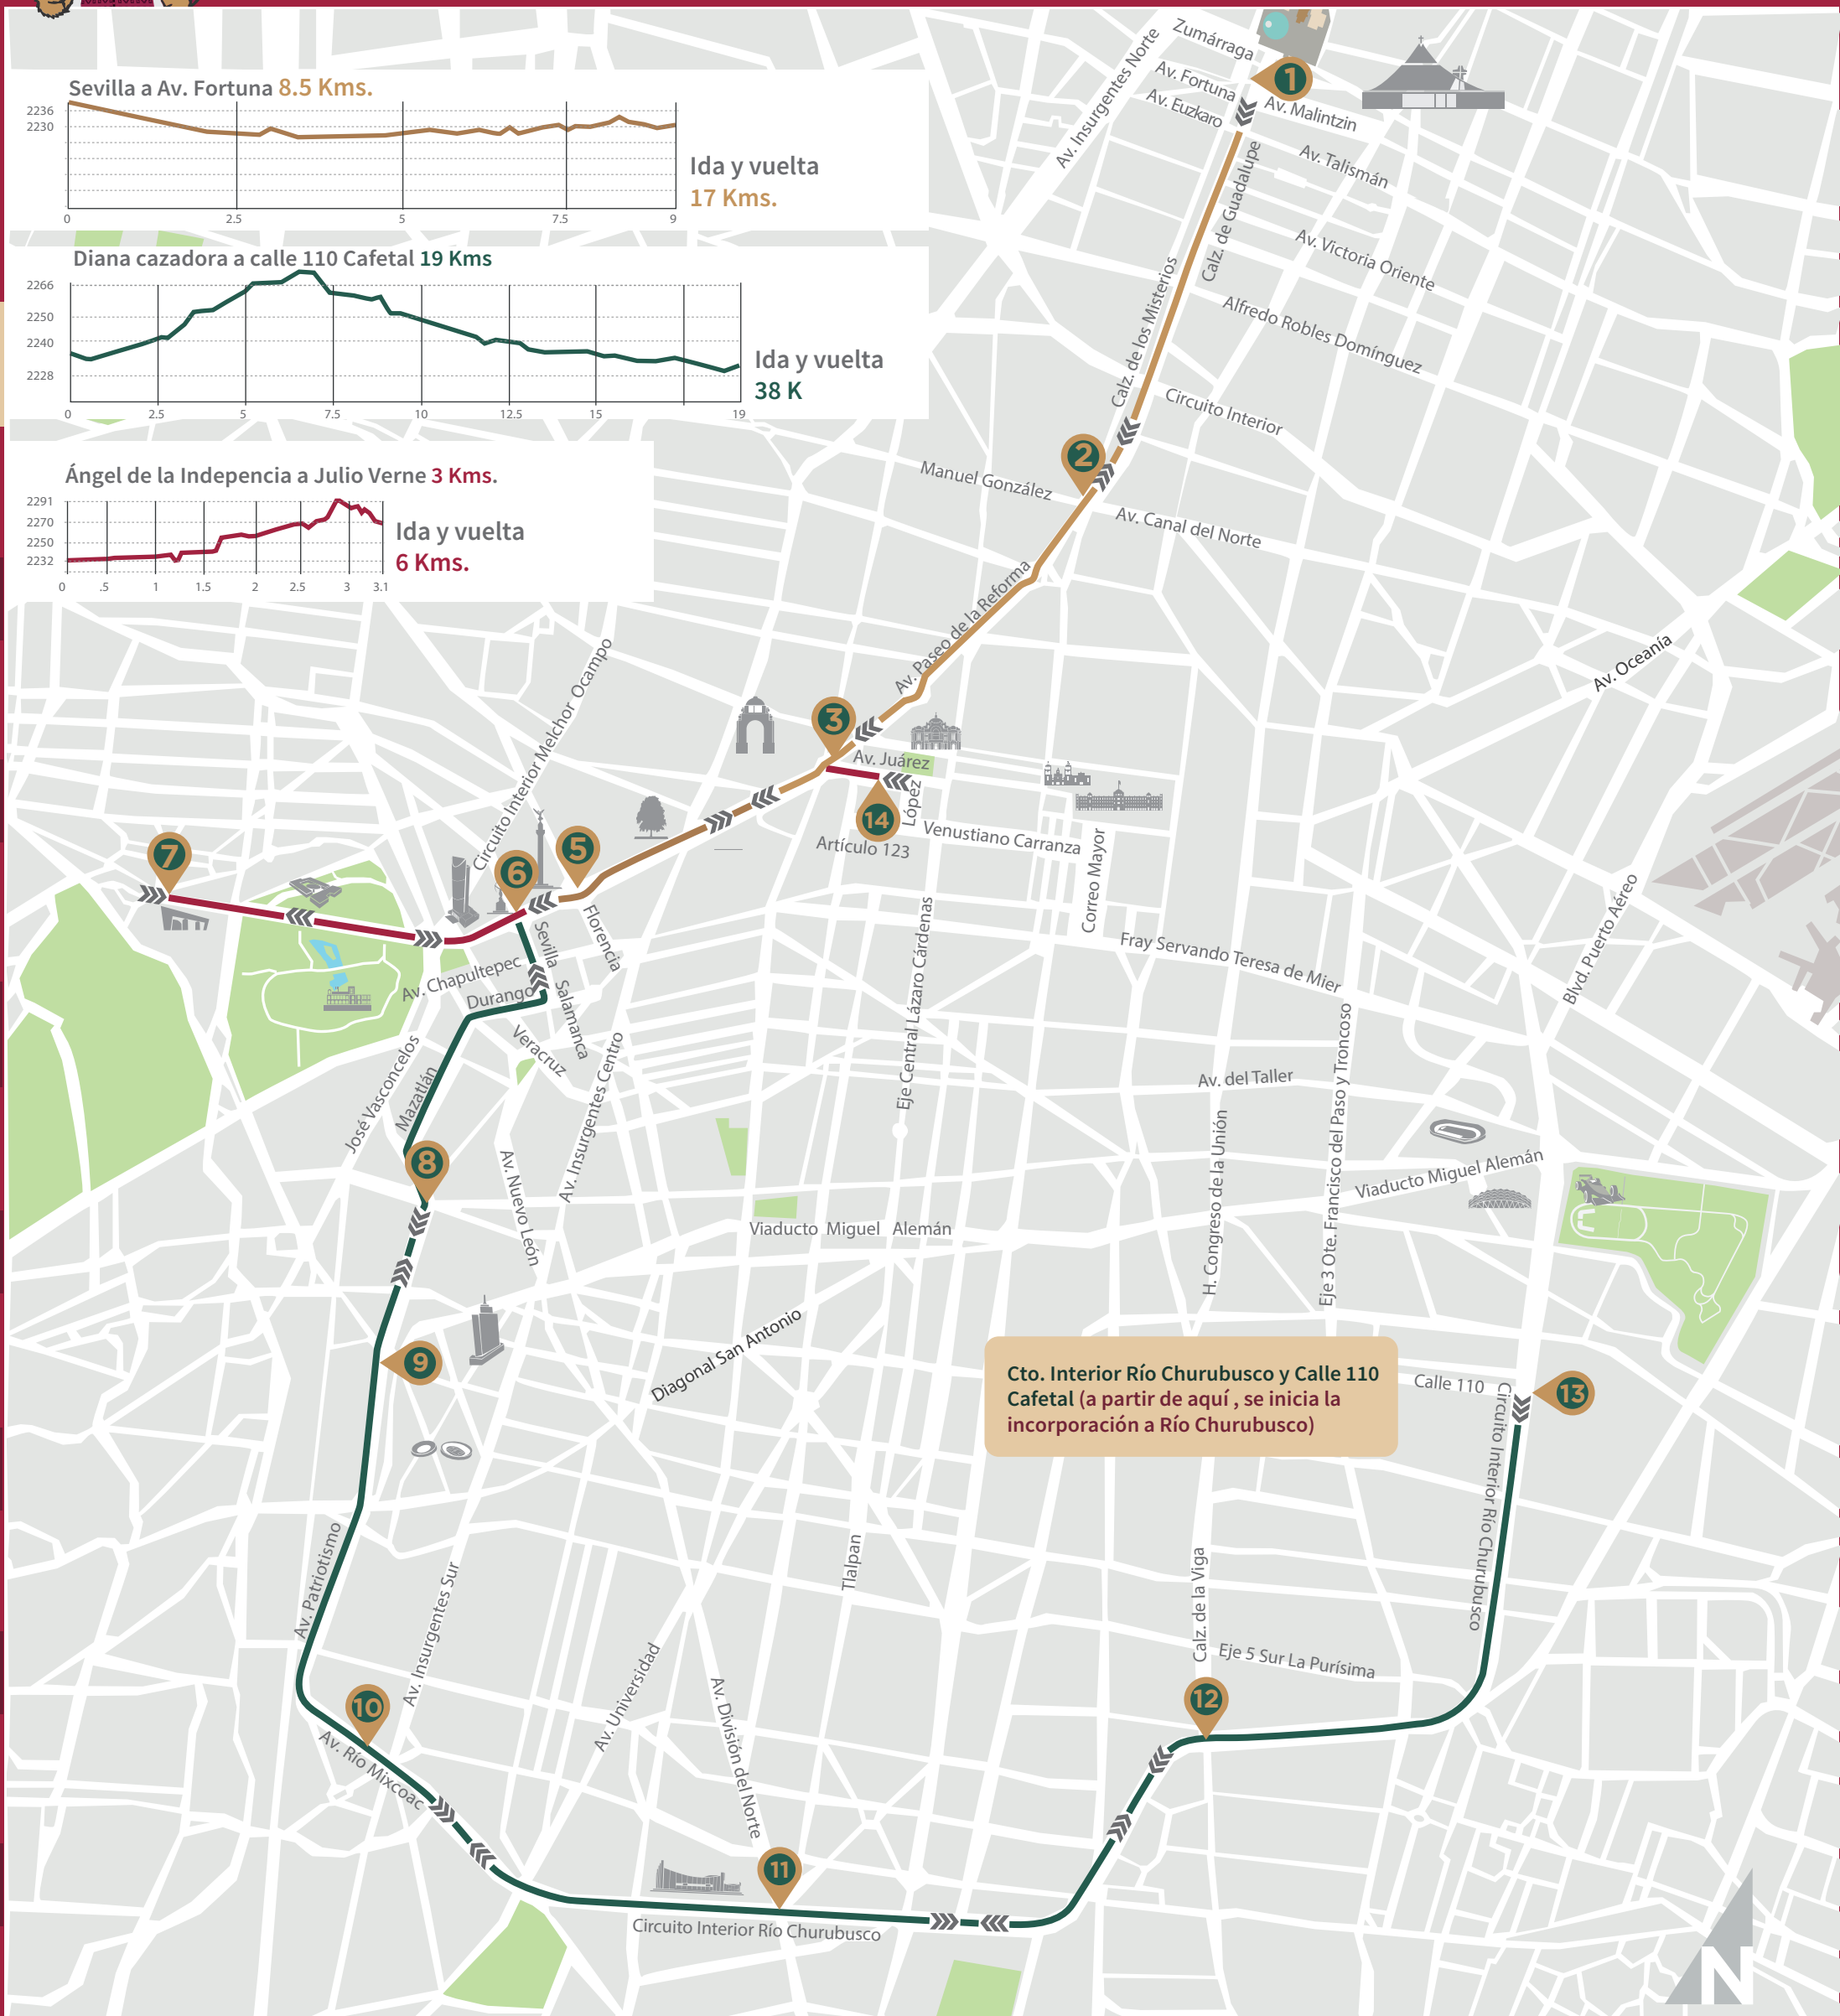 Sevilla a Av. Fortuna 8.5 Kms.
2236
2230
0 2.5 5 7.5 9
Ida y vuelta
17 Kms.
Diana cazadora a calle 110 Cafetal 19 Kms
2266
2250
2240
2228
0 2.5 5 7.5 10 12.5 15 19
Ida y vuelta
38 K
Ángel de la Indepencia a Julio Verne 3 Kms.
2291
2270
2250
2232
0 .5 1 1.5 2 2.5 3 3.1
Ida y vuelta
6 Kms.
Zumárraga
Av. Insurgentes Norte
Av. Fortuna
Av. Euzkaro
1
Av. Malintzin
Av. Talismán
Calz. de Guadalupe
Av. Victoria Oriente
Calz. de los Misterios
Alfredo Robles Domínguez
Circuito Interior
2
Manuel González
Av. Canal del Norte
Av. Paseo de la Reforma
Av. Oceanía
Circuito Interior Melchor Ocampo
3
Av. Juárez
López
14
Artículo 123
Venustiano Carranza
Correo Mayor
5
6
7
Florencia
Sevilla
Av. Chapultepec
Durango
Salamanca
Veracruz
Eje Central Lázaro Cárdenas
Fray Servando Teresa de Mier
Blvd. Puerto Aéreo
José Vasconcelos
Mazatlán
Av. Insurgentes Centro
Av. del Taller
Eje 3 Ote. Francisco del Paso y Troncoso
H. Congreso de la Unión
8
Av. Nuevo León
Viaducto Miguel Alemán
Viaducto Miguel Alemán
9
Diagonal San Antonio
Cto. Interior Río Churubusco y Calle 110
Cafetal (a partir de aquí , se inicia la
incorporación a Río Churubusco)
Calle 110
13
Circuito Interior Río Churubusco
Av. Patriotismo
Av. Insurgentes Sur
Tlalpan
Calz. de la Viga
Eje 5 Sur La Purísima
10
12
Av. Universidad
Av. División del Norte
Av. Río Mixcoac
11
Circuito Interior Río Churubusco
N